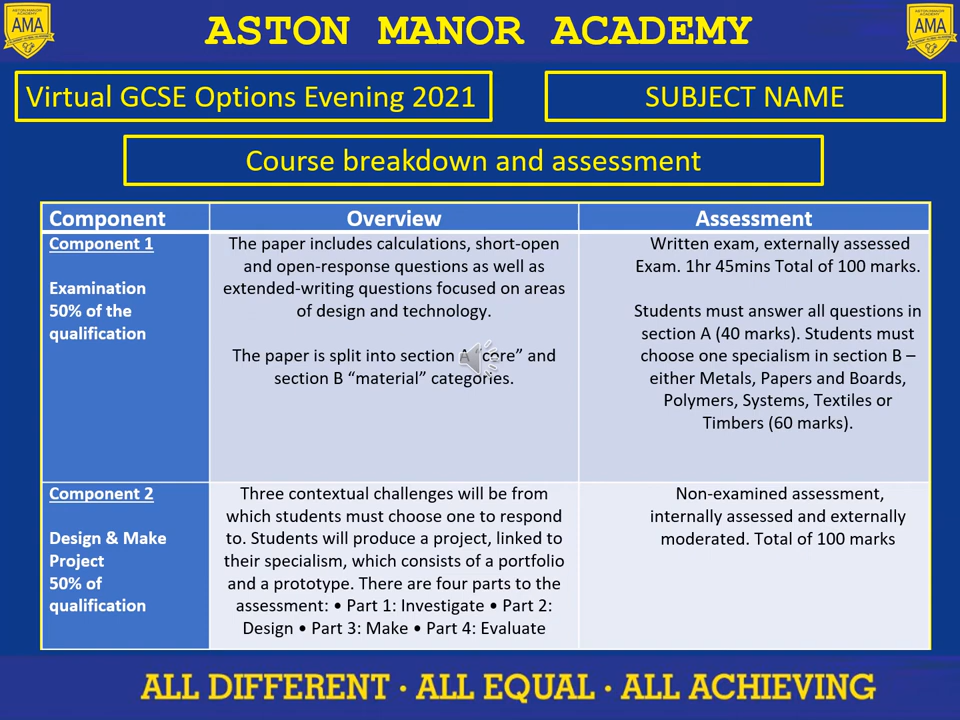 ASTON MANOR ACADEMY
ASTON MANOR
ACADEMY
AMA
ASTON MANOR
ACADEMY
AMA
Virtual GCSE Options Evening 2021
SUBJECT NAME
Course breakdown and assessment
Component
Overview
Assessment
Component 1
Examination
50% of the
qualification
The paper includes calculations, short-open
and open-response questions as well as
extended-writing questions focused on areas
of design and technology.
The paper is split into section core” and
section B “material” categories.
Written exam, externally assessed
Exam. 1hr 45mins Total of 100 marks.
Students must answer all questions in
section A (40 marks). Students must
choose one specialism in section B –
either Metals, Papers and Boards,
Polymers, Systems, Textiles or
Timbers (60 marks).
Component 2
Design & Make
Project
50% of
qualification
Three contextual challenges will be from
which students must choose one to respond
to. Students will produce a project, linked to
their specialism, which consists of a portfolio
and a prototype. There are four parts to the
assessment: • Part 1: Investigate • Part 2:
Design • Part 3: Make • Part 4: Evaluate
Non-examined assessment,
internally assessed and externally
moderated. Total of 100 marks
ALL DIFFERENT · ALL EQUAL · ALL ACHIEVING